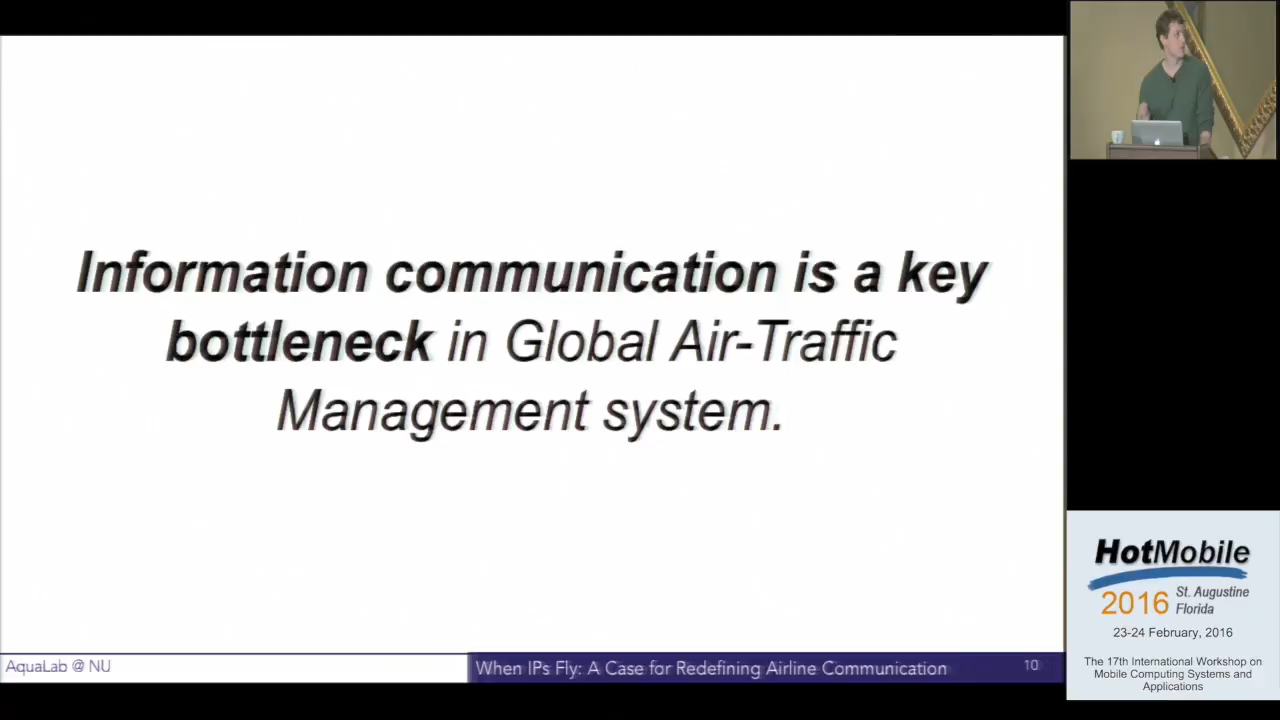 Information communication is a key
bottleneck in Global Air-Traffic
Management system.
AquaLab @ NU
When IPs Fly: A Case for Redefining Airline Communication
10
HotMobile
2016
St. Augustine
Florida
23-24 February, 2016
The 17th International Workshop on
Mobile Computing Systems and
Applications